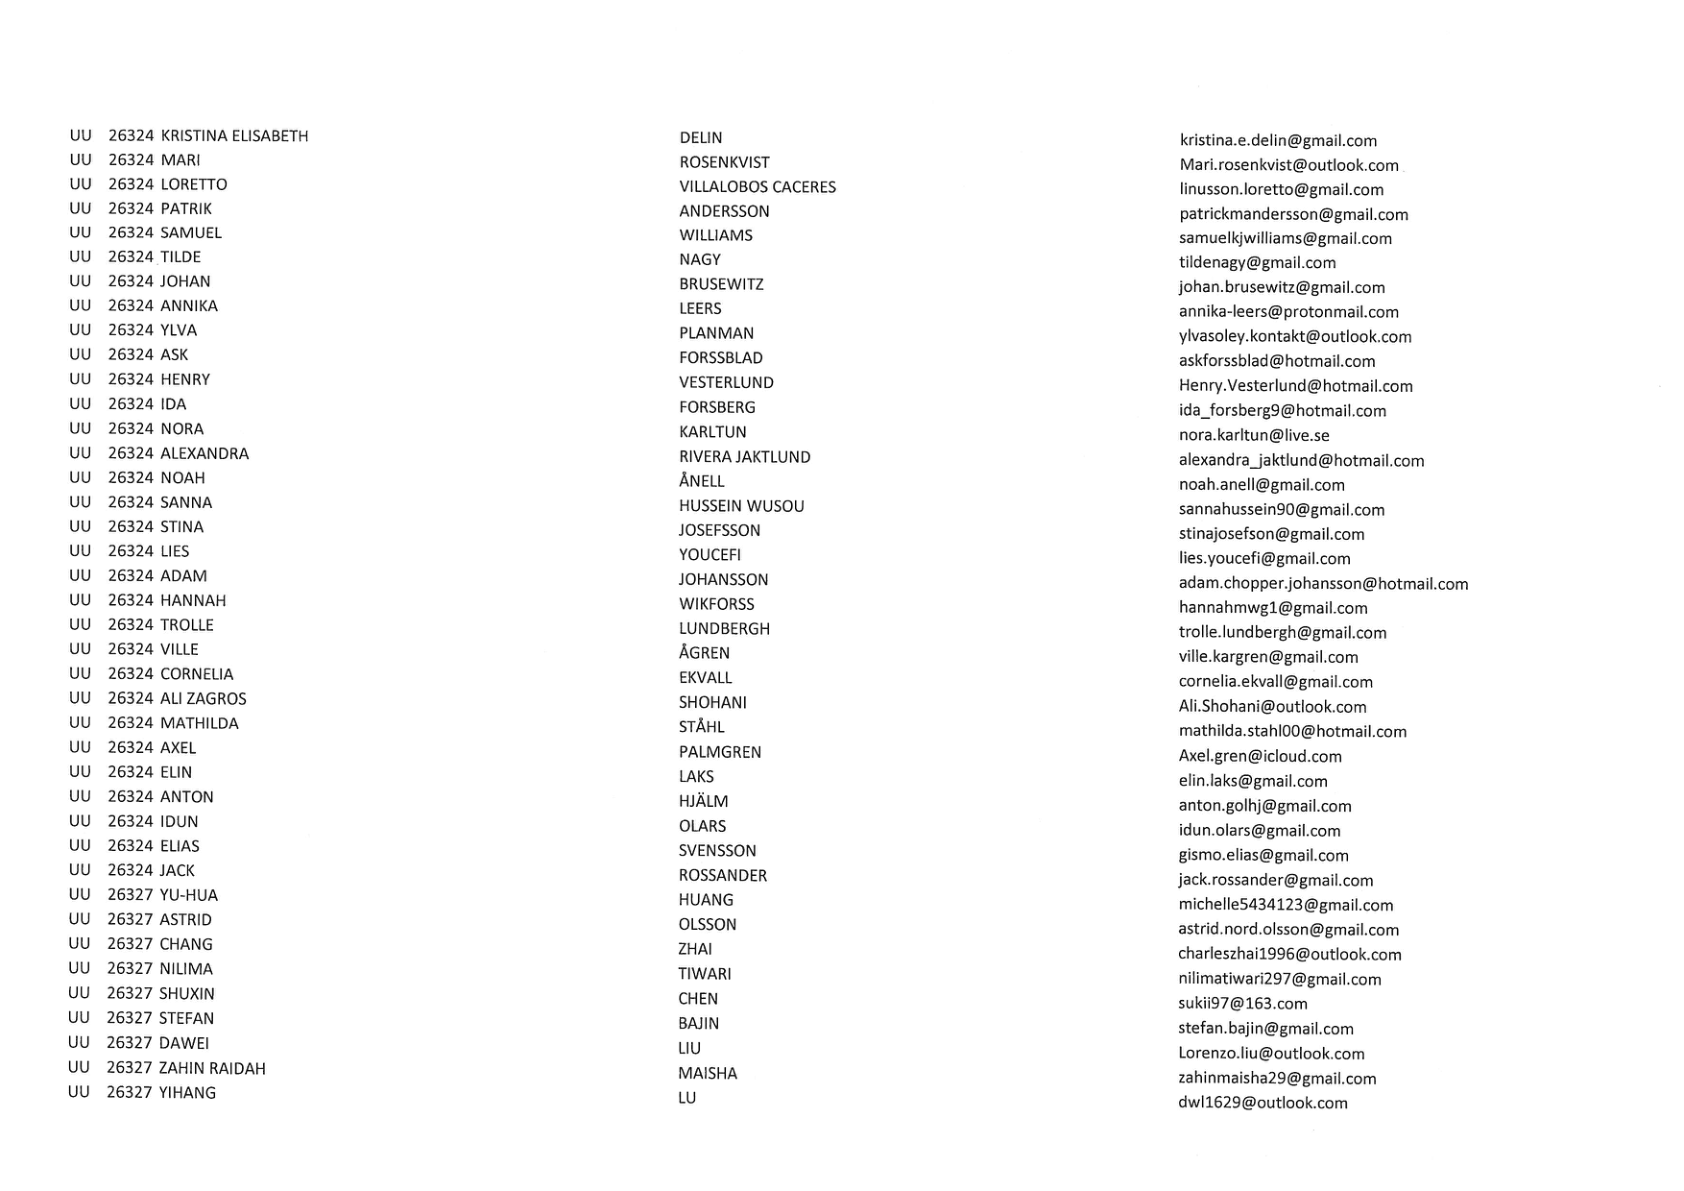 UU 26324 KRISTINA ELISABETH DELIN kristina.e.delin@gmail.com
UU 26324 MARI ROSENKVIST Mari.rosenkvist@outlook.com
UU 26324 LORETTO VILLALOBOS CACERES linusson.loretto@gmail.com
UU 26324 PATRIK ANDERSSON patrickmandersson@gmail.com
UU 26324 SAMUEL WILLIAMS samuelkjwilliams@gmail.com
UU 26324 TILDE NAGY tildenagy@gmail.com
UU 26324 JOHAN BRUSEWITZ johan.brusewitz@gmail.com
UU 26324 ANNIKA LEERS annika-leers@protonmail.com
UU 26324 YLVA PLANMAN ylvasoley.kontakt@outlook.com
UU 26324 ASK FORSSBLAD askforssblad@hotmail.com
UU 26324 HENRY VESTERLUND Henry.Vesterlund@hotmail.com
UU 26324 IDA FORSBERG ida_forsberg9@hotmail.com
UU 26324 NORA KARLTUN nora.karltun@live.se
UU 26324 ALEXANDRA RIVERA JAKTLUND alexandra_jaktlund@hotmail.com
UU 26324 NOAH ÅNELL noah.anell@gmail.com
UU 26324 SANNA HUSSEIN WUSOU sannahussein90@gmail.com
UU 26324 STINA JOSEFSSON stinajosefson@gmail.com
UU 26324 LIES YOUCEFI lies.youcefi@gmail.com
UU 26324 ADAM JOHANSSON adam.chopper.johansson@hotmail.com
UU 26324 HANNAH WIKFORSS hannahmwg1@gmail.com
UU 26324 TROLLE LUNDBERGH trolle.lundbergh@gmail.com
UU 26324 VILLE ÅGREN ville.kargren@gmail.com
UU 26324 CORNELIA EKVALL cornelia.ekvall@gmail.com
UU 26324 ALI ZAGROS SHOHANI Ali.Shohani@outlook.com
UU 26324 MATHILDA STÅHL mathilda.stahl00@hotmail.com
UU 26324 AXEL PALMGREN Axel.gren@icloud.com
UU 26324 ELIN LAKS elin.laks@gmail.com
UU 26324 ANTON HJÄLM anton.golhj@gmail.com
UU 26324 IDUN OLARS idun.olars@gmail.com
UU 26324 ELIAS SVENSSON gismo.elias@gmail.com
UU 26324 JACK ROSSANDER jack.rossander@gmail.com
UU 26327 YU-HUA HUANG michelle5434123@gmail.com
UU 26327 ASTRID OLSSON astrid.nord.olsson@gmail.com
UU 26327 CHANG ZHAI charleszhai1996@outlook.com
UU 26327 NILIMA TIWARI nilimatiwari297@gmail.com
UU 26327 SHUXIN CHEN sukii97@163.com
UU 26327 STEFAN BAJIN stefan.bajin@gmail.com
UU 26327 DAWEI LIU Lorenzo.liu@outlook.com
UU 26327 ZAHIN RAIDAH MAISHA zahinmaisha29@gmail.com
UU 26327 YIHANG LU dwl1629@outlook.com